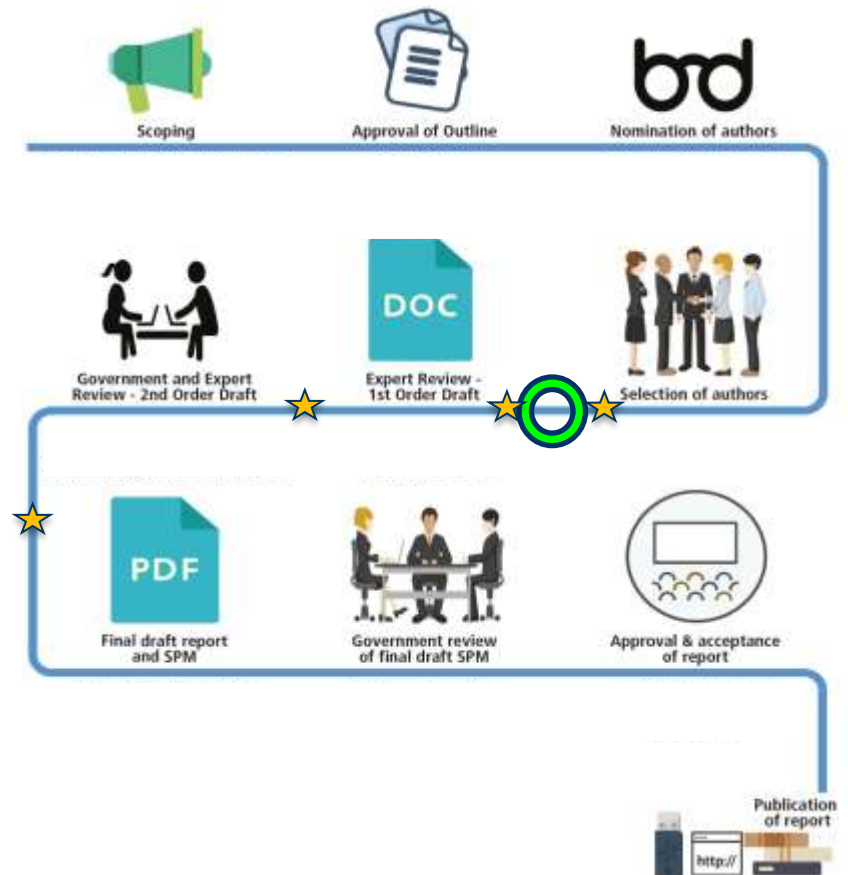 Scoping
Approval of Outline
Nomination of authors
DOC
Government and Expert
Review - 2nd Order Draft
Expert Review -
1st Order Draft
Selection of authors
PDF
Final draft report
and SPM
Government review
of final draft SPM
Approval & acceptance
of report
Publication
of report
http://